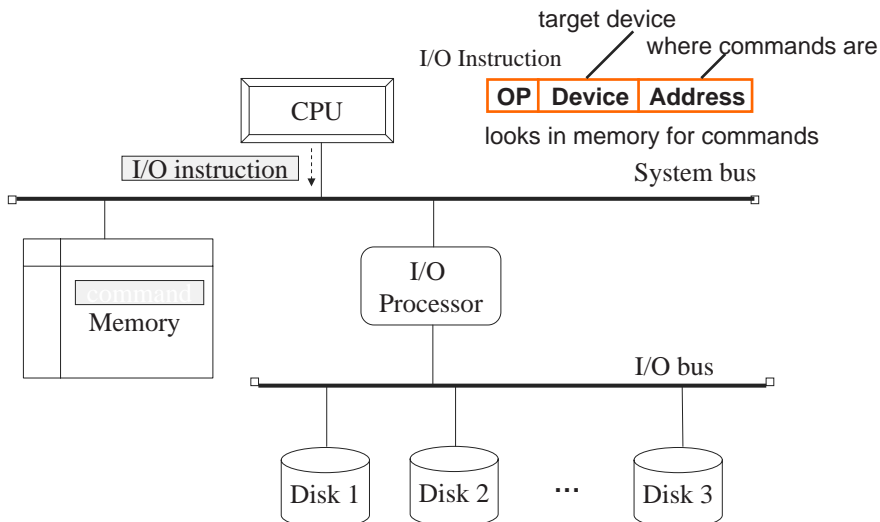 target device
where commands are
I/O Instruction
OP Device Address
looks in memory for commands
CPU
I/O instruction
System bus
command
Memory
I/O
Processor
I/O bus
Disk 1
Disk 2
...
Disk 3